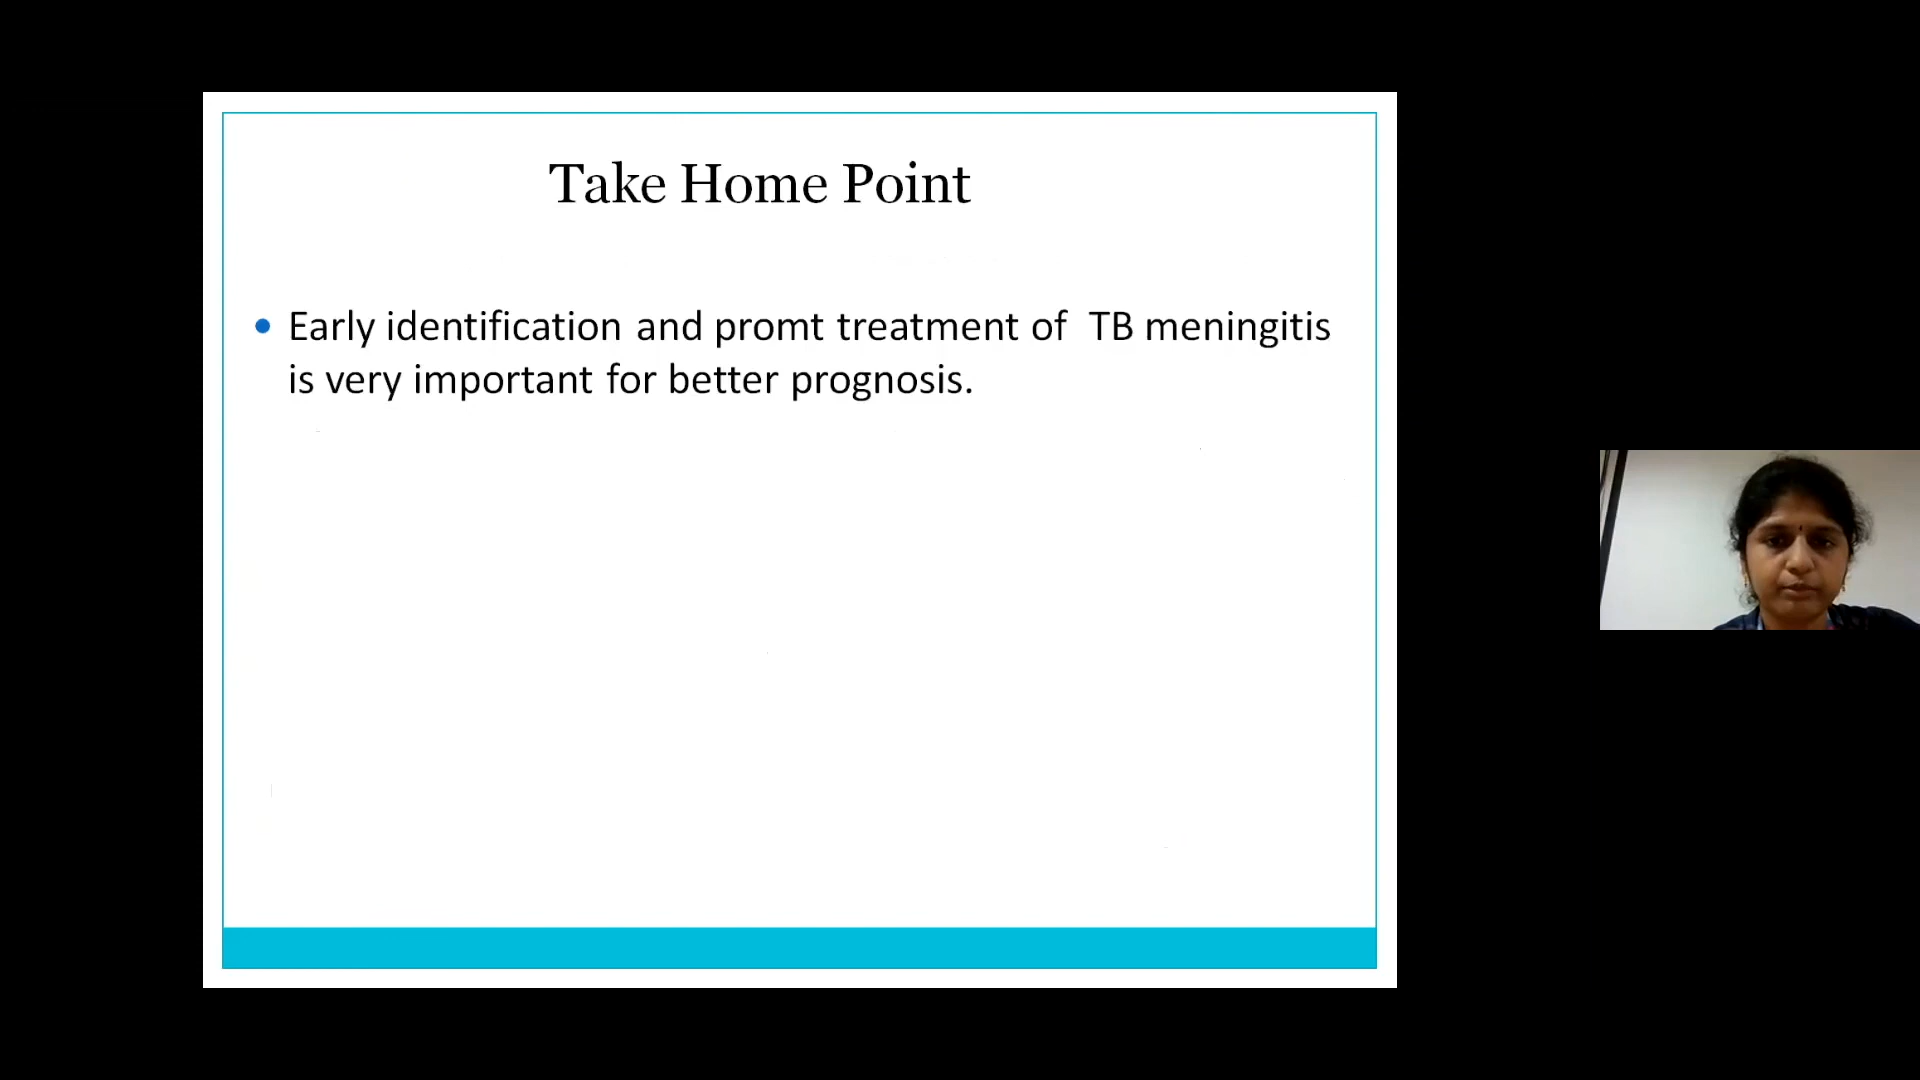 Take Home Point
• Early identification and promt treatment of TB meningitis
is very important for better prognosis.